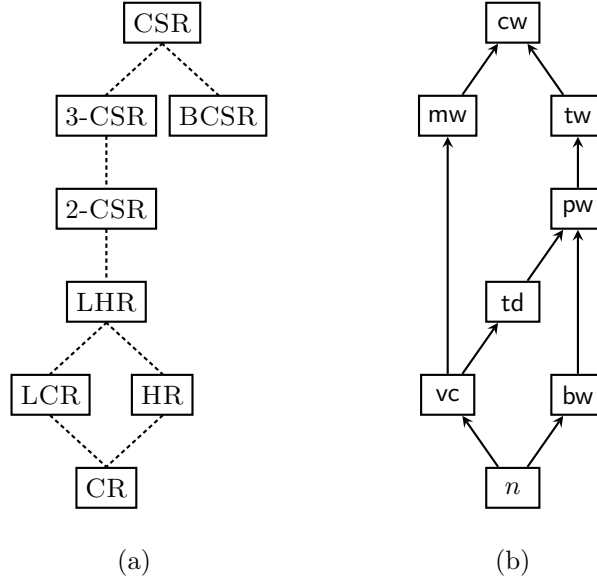 CSR
cw
3-CSR
BCSR
mw
tw
2-CSR
pw
LHR
td
LCR
HR
vc
bw
CR
n
(a)
(b)